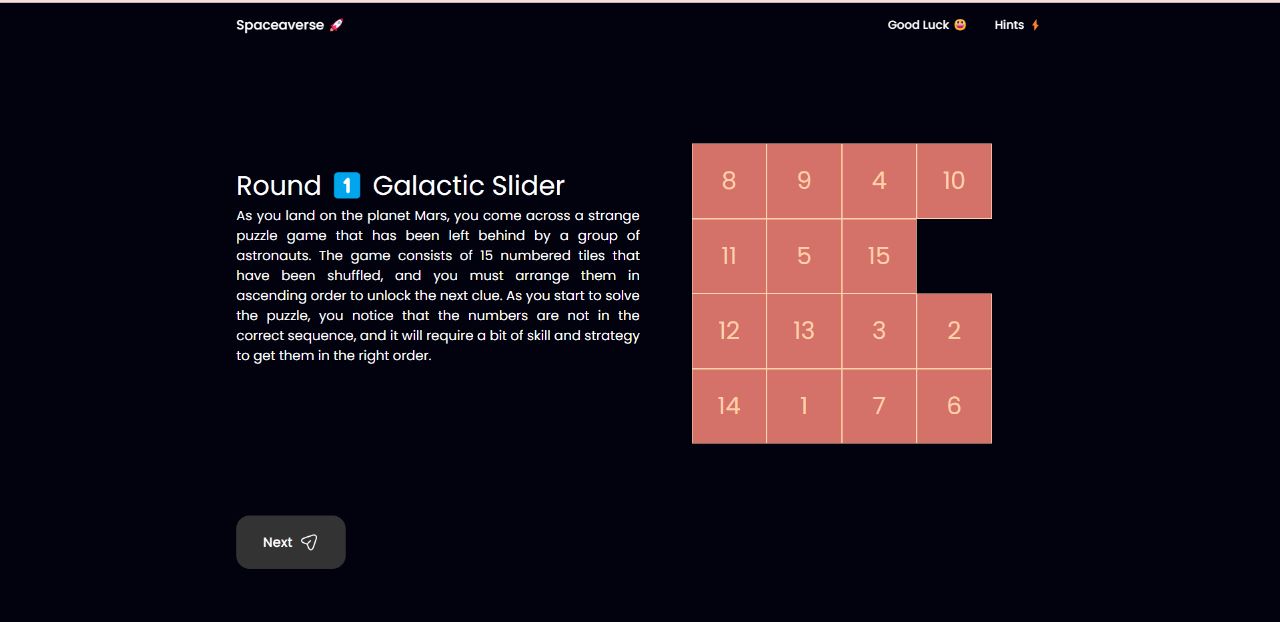 Spaceaverse 🚀
Good Luck 😃 Hints ⚡
Round 1️⃣ Galactic Slider
As you land on the planet Mars, you come across a strange
puzzle game that has been left behind by a group of
astronauts. The game consists of 15 numbered tiles that
have been shuffled, and you must arrange them in
ascending order to unlock the next clue. As you start to solve
the puzzle, you notice that the numbers are not in the
correct sequence, and it will require a bit of skill and strategy
to get them in the right order.
8 9 4 10
11 5 15
12 13 3 2
14 1 7 6
Next